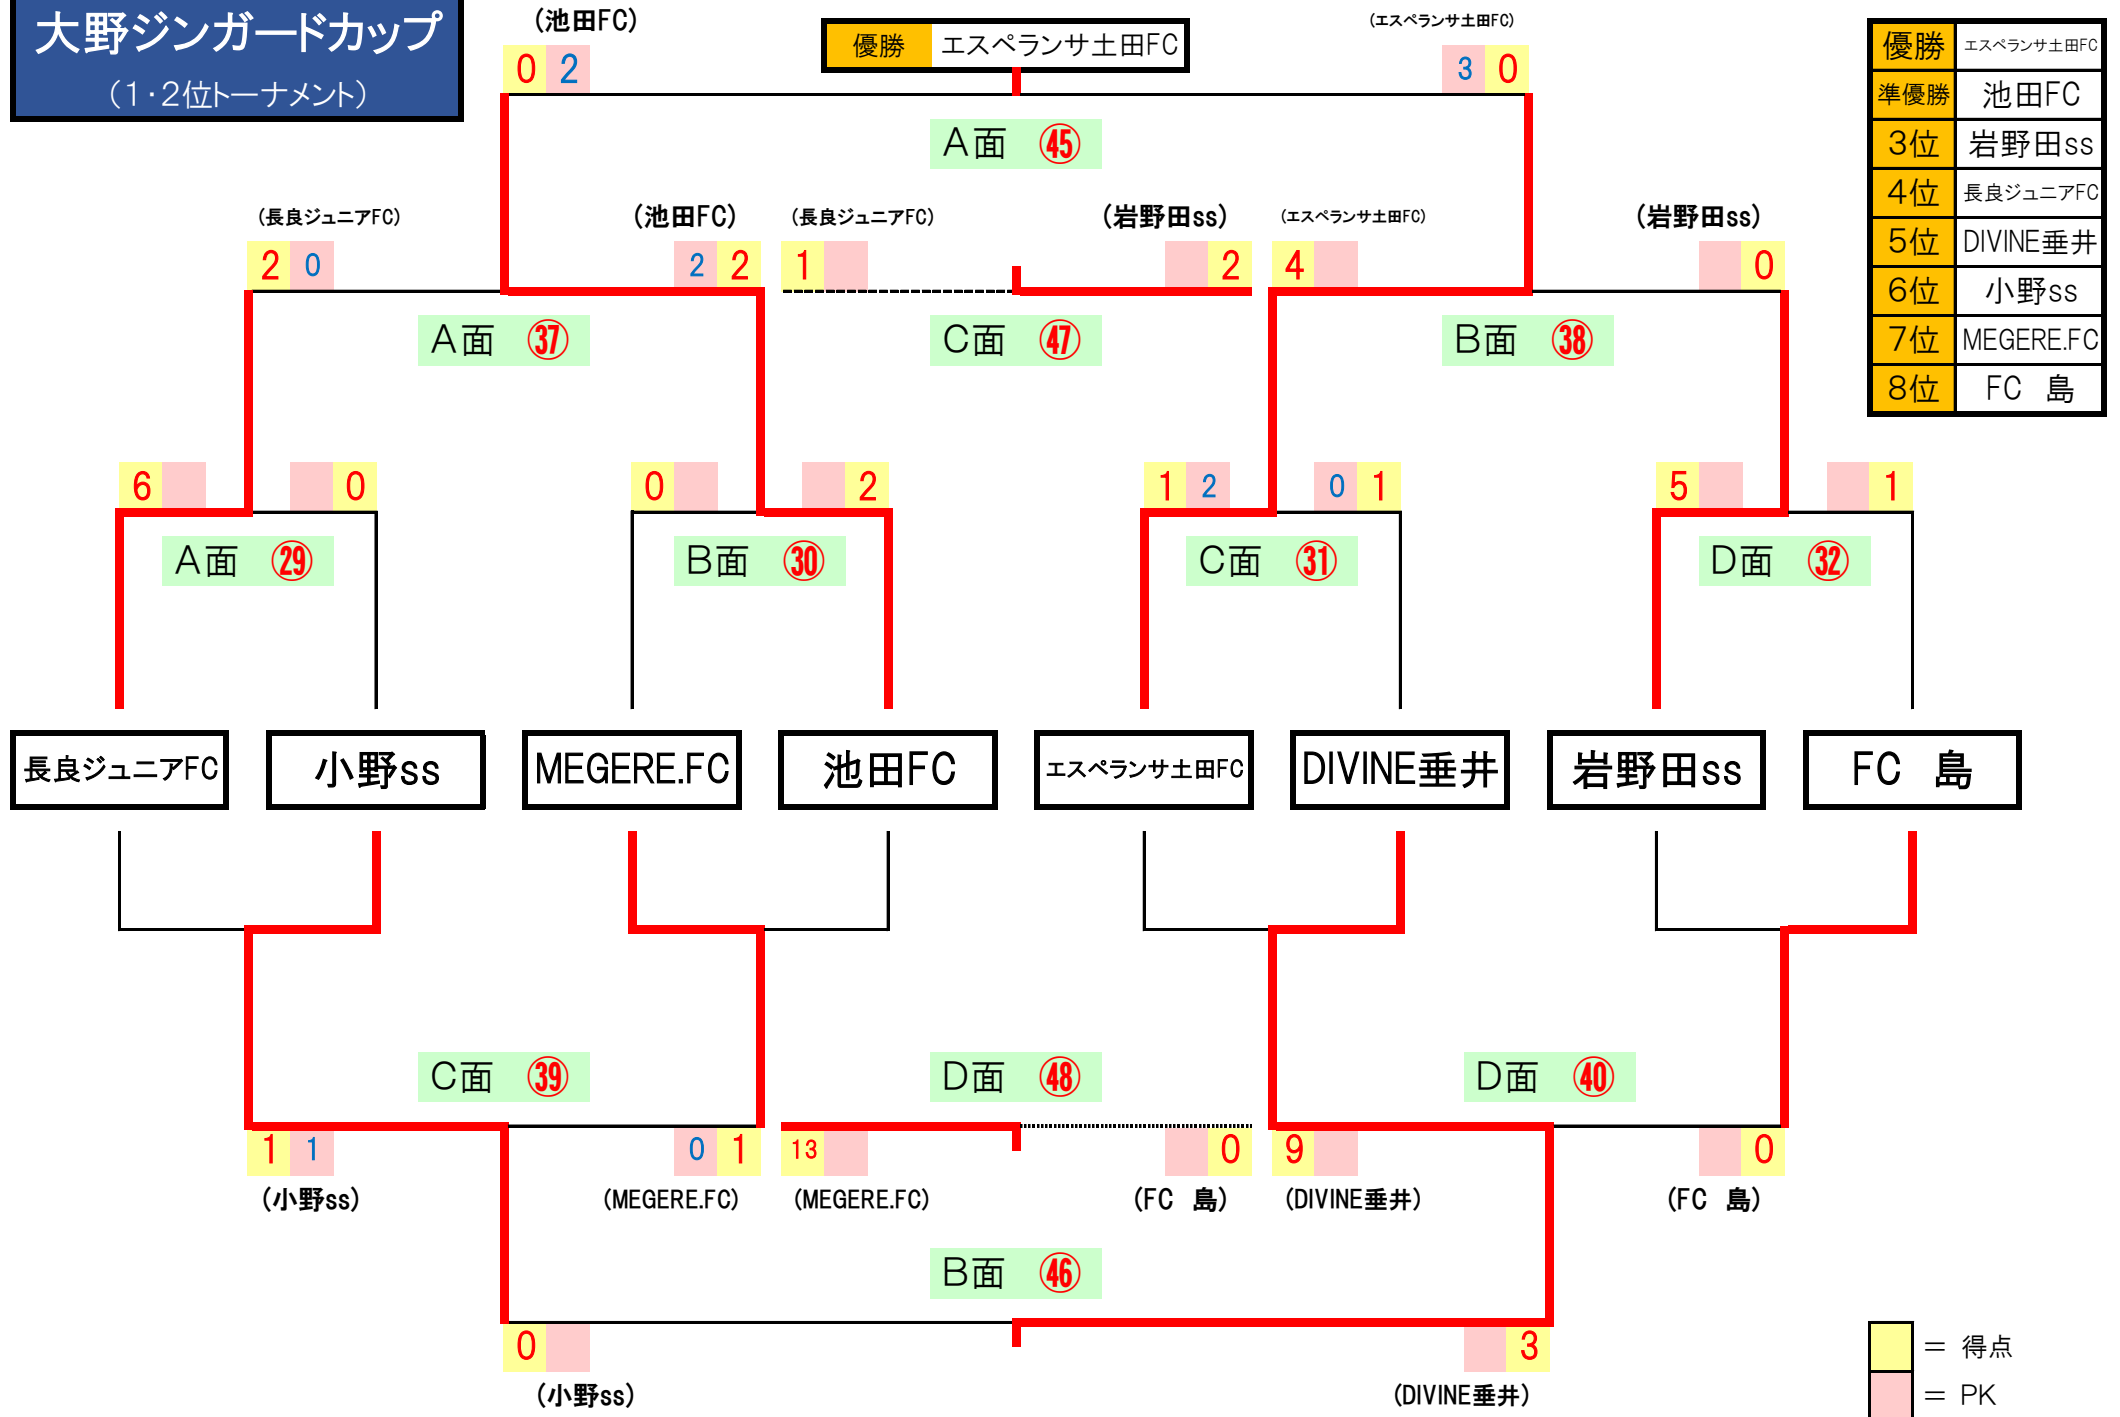 大野ジンガードカップ
（1・2位トーナメント）
（池田FC）
0 2
優勝 エスペランサ土田FC
（エスペランサ土田FC）
3 0
A面 ㊺
優勝 エスペランサ土田FC
準優勝 池田FC
3位 岩野田ss
4位 長良ジュニアFC
5位 DIVINE垂井
6位 小野ss
7位 MEGERE.FC
8位 FC 島
（長良ジュニアFC） （池田FC） （長良ジュニアFC） （岩野田ss） （エスペランサ土田FC） （岩野田ss）
2 0 2 2 1 2 4 0
A面 ㊲ C面 ㊼ B面 ㊳
6 0 0 2 1 2 0 1 5 1
A面 ㉙ B面 ㉚ C面 ㉛ D面 ㉜
長良ジュニアFC 小野ss MEGERE.FC 池田FC エスペランサ土田FC DIVINE垂井 岩野田ss FC 島
C面 ㊴ D面 ㊽ D面 ㊵
1 1 0 1 13 0 9 0
（小野ss） （MEGERE.FC） （MEGERE.FC） （FC 島） （DIVINE垂井） （FC 島）
B面 ㊻
0 3
（小野ss） （DIVINE垂井）
＝ 得点
＝ PK